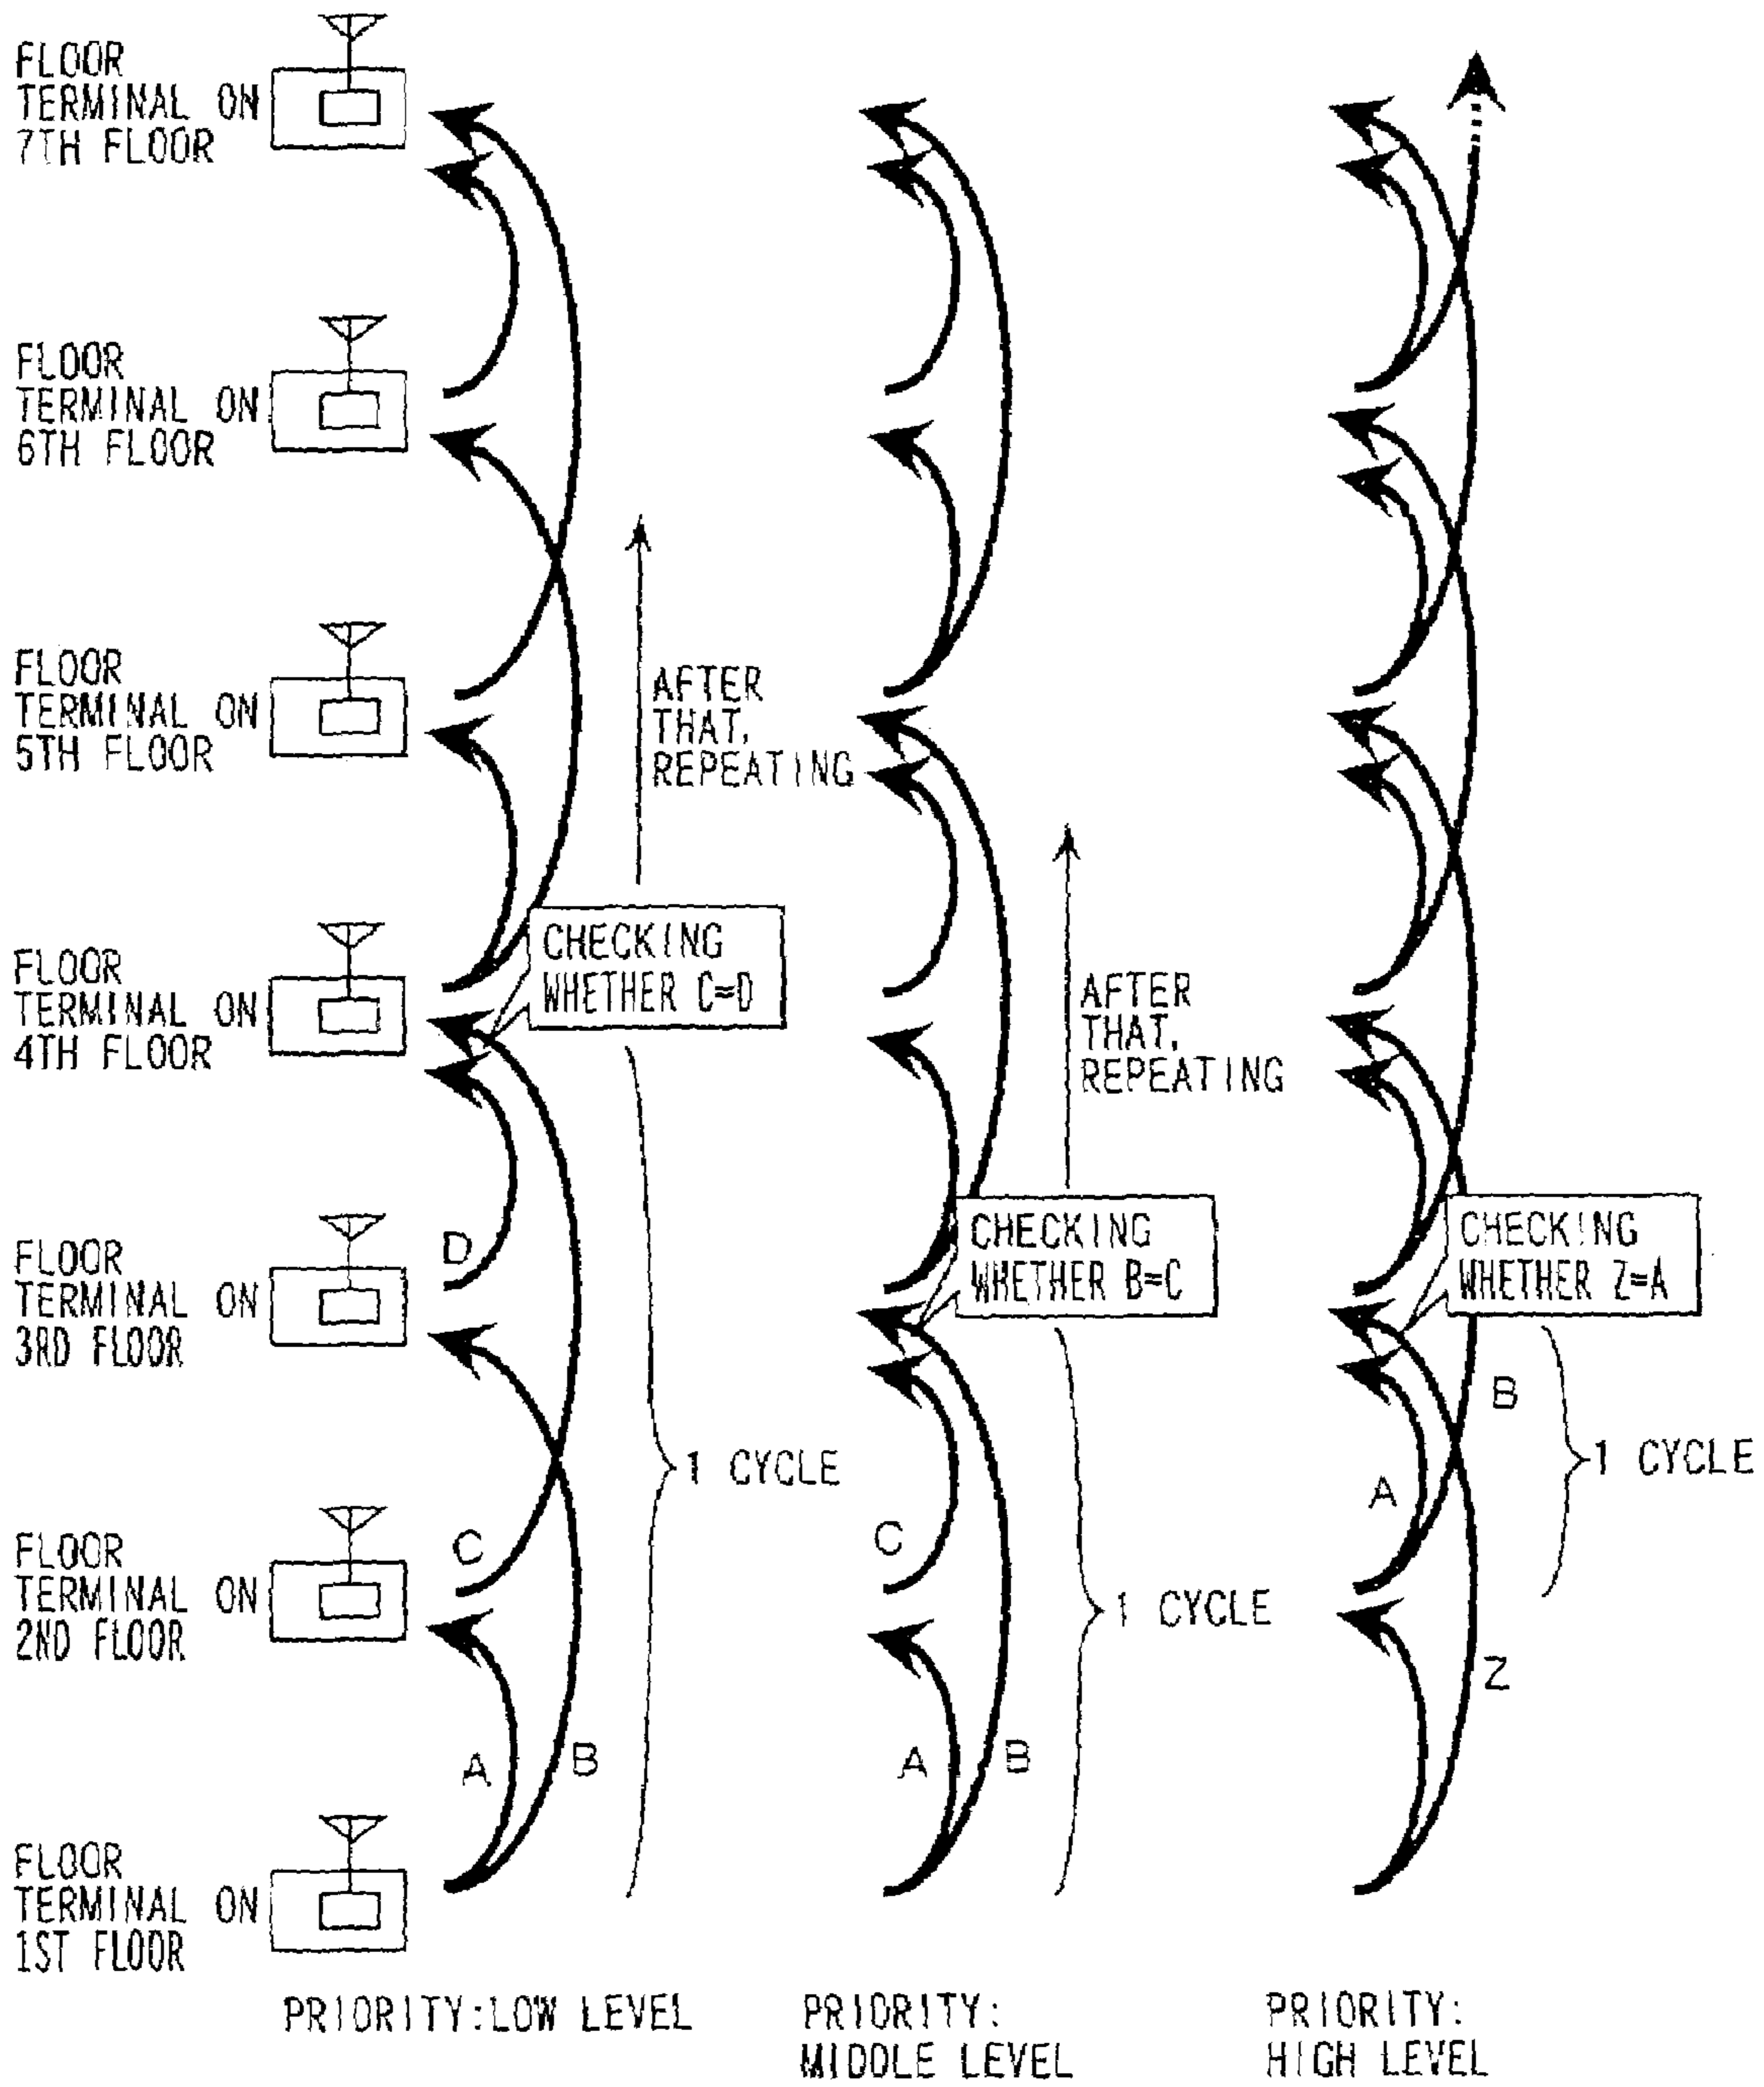 FLOOR
TERMINAL ON
7TH FLOOR
FLOOR
TERMINAL ON
6TH FLOOR
FLOOR
TERMINAL ON
5TH FLOOR
AFTER
THAT,
REPEATING
FLOOR
TERMINAL ON
4TH FLOOR
CHECKING
WHETHER C=D
AFTER
THAT,
REPEATING
FLOOR
TERMINAL ON
3RD FLOOR
D
CHECKING
WHETHER B=C
CHECKING
WHETHER Z=A
B
1 CYCLE
1 CYCLE
A
FLOOR
TERMINAL ON
2ND FLOOR
C
C
1 CYCLE
Z
A
B
A
B
FLOOR
TERMINAL ON
1ST FLOOR
PRIORITY:LOW LEVEL
PRIORITY:
MIDDLE LEVEL
PRIORITY:
HIGH LEVEL